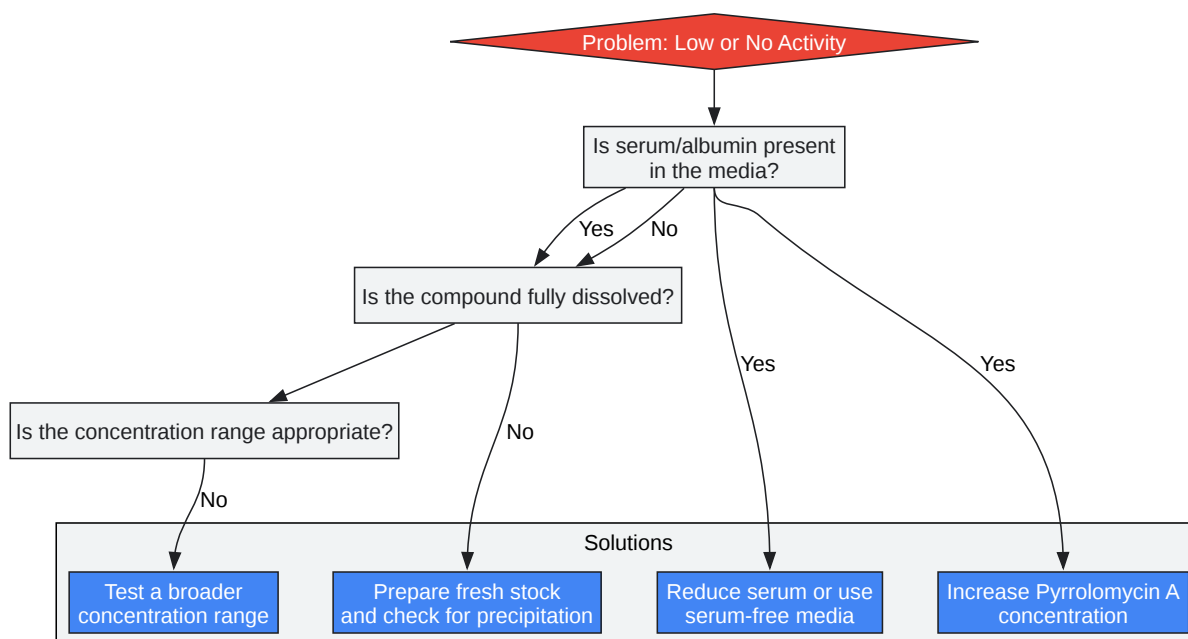 Problem: Low or No Activity
Is serum/albumin present
in the media?
Yes
No
Is the compound fully dissolved?
Yes
Yes
Is the concentration range appropriate?
No
No
Solutions
Test a broader
concentration range
Prepare fresh stock
and check for precipitation
Reduce serum or use
serum-free media
Increase Pyrrolomycin A
concentration